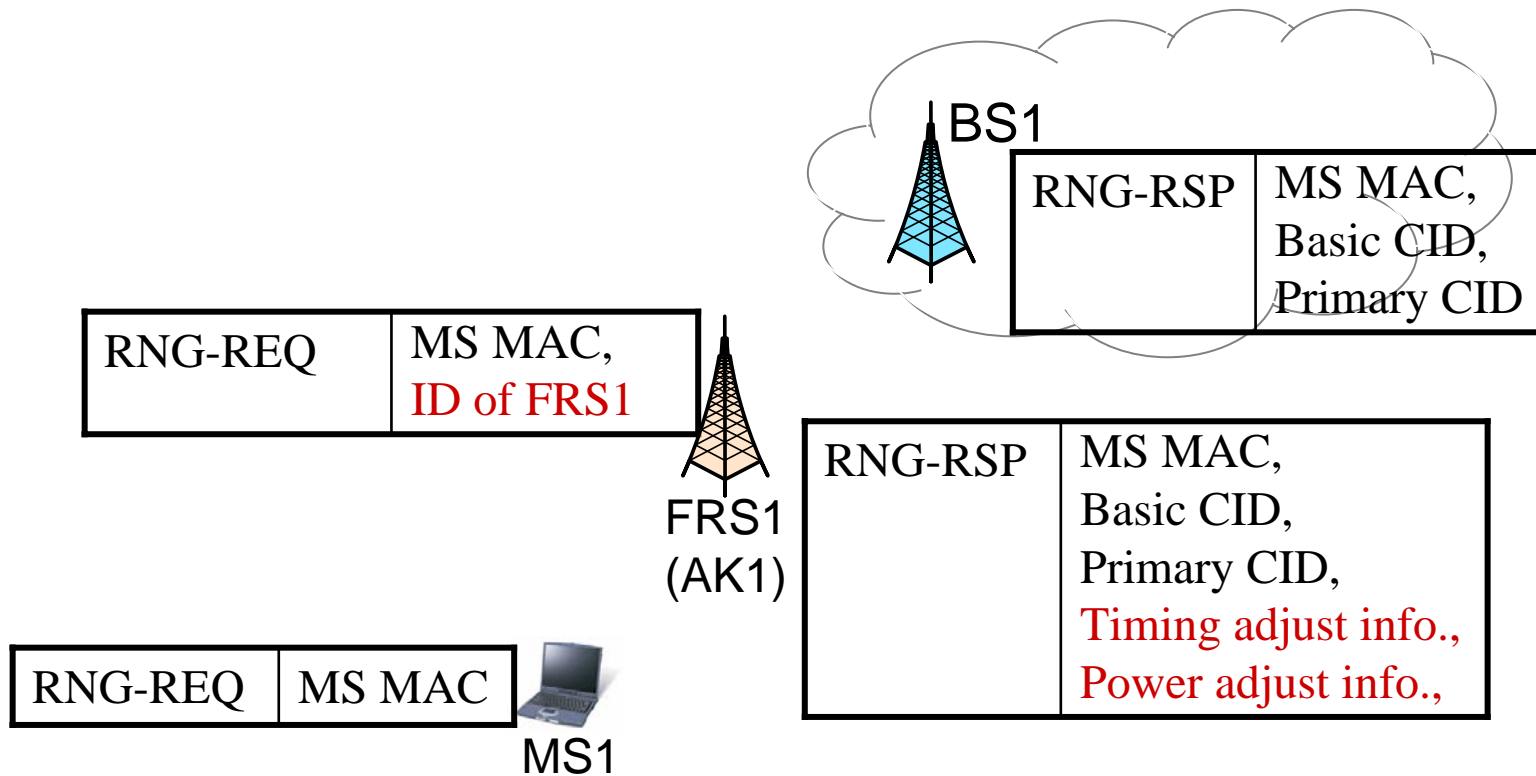 BS1
RNG-RSP
MS MAC,
Basic CID,
Primary CID
RNG-REQ
MS MAC,
ID of FRS1
FRS1
(AK1)
RNG-RSP
MS MAC,
Basic CID,
Primary CID,
Timing adjust info.,
Power adjust info.,
RNG-REQ
MS MAC
MS1